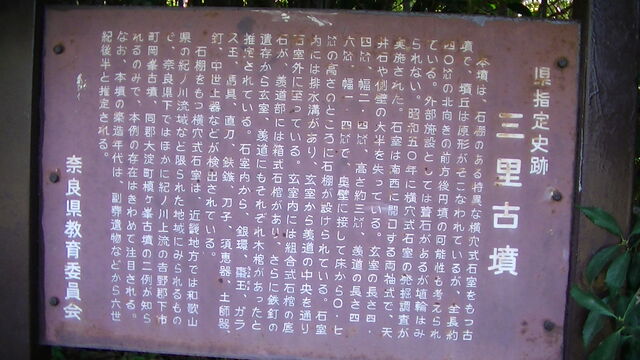 県指定史跡
三里古墳
本墳は、石棚のある特異な横穴式石室をもつ古
墳で、墳丘は原形がそこなわれているが、全長約
四〇㍍の北向きの前方後円墳の可能性も考えられ
ている。外部施設としては葺石があるが埴輪はみ
られない。昭和五〇年に横穴式石室の発掘調査が
実施された。石室は南西に開口する両袖式で、天
井石や側壁の大半を失っている。玄室の長さ四・
四㍍、幅二・四㍍、高さ約三㍍、羨道の長さ四・
六㍍、幅一・四㍍で、奥壁に接して床から〇・七
㍍の高さのところに石棚が設けられている。石室
内には排水溝があり、玄室から羨道の中央を通り
石室外に至っている。玄室内には組合式石棺の底
石が、羨道部には箱式石棺があり、さらに鉄釘の
遺存から玄室、羨道にもそれぞれ木棺があったと
推定されている。石室内から、銀環、棗玉、ガラ
ス玉、馬具、直刀、鉄鏃、刀子、須恵器、土師器、
釘、中世土器などが検出されている。
石棚をもつ横穴式石室は、近畿地方では和歌山
県の紀ノ川流域など限られた地域にみられるもの
で、奈良県下ではほかに紀ノ川上流の吉野郡下市
町岡峯古墳、同郡大淀町槇ヶ峯古墳の二例が知ら
れるのみで、本例の存在はきわめて注目される。
なお、本墳の築造年代は、副葬遺物などから六世
紀後半と推定される。
奈良県教育委員会